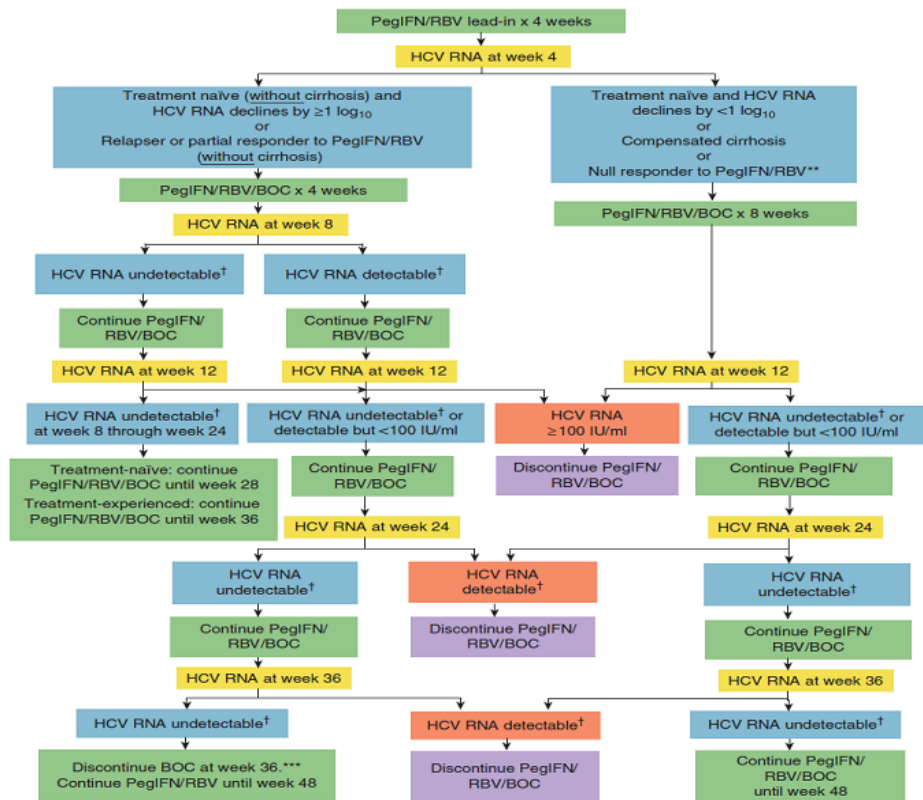 PegIFN/RBV lead-in x 4 weeks
HCV RNA at week 4
Treatment naïve (without cirrhosis) and
HCV RNA declines by ≥1 log₁₀
or
Relapser or partial responder to PegIFN/RBV
(without cirrhosis)
Treatment naïve and HCV RNA
declines by <1 log₁₀
or
Compensated cirrhosis
or
Null responder to PegIFN/RBV**
PegIFN/RBV/BOC x 4 weeks
PegIFN/RBV/BOC x 8 weeks
HCV RNA at week 8
HCV RNA undetectable†
HCV RNA detectable†
Continue PegIFN/
RBV/BOC
Continue PegIFN/
RBV/BOC
HCV RNA at week 12
HCV RNA at week 12
HCV RNA at week 12
HCV RNA undetectable†
at week 8 through week 24
HCV RNA undetectable† or
detectable but <100 IU/ml
HCV RNA
≥100 IU/ml
HCV RNA undetectable† or
detectable but <100 IU/ml
Treatment-naïve: continue
PegIFN/RBV/BOC until week 28
Treatment-experienced: continue
PegIFN/RBV/BOC until week 36
Continue PegIFN/
RBV/BOC
Discontinue PegIFN/
RBV/BOC
Continue PegIFN/
RBV/BOC
HCV RNA at week 24
HCV RNA at week 24
HCV RNA
undetectable†
HCV RNA
detectable†
HCV RNA
undetectable†
Continue PegIFN/
RBV/BOC
Discontinue PegIFN/
RBV/BOC
Continue PegIFN/
RBV/BOC
HCV RNA at week 36
HCV RNA at week 36
HCV RNA undetectable†
HCV RNA detectable†
HCV RNA undetectable†
Discontinue BOC at week 36.***
Continue PegIFN/RBV until week 48
Discontinue PegIFN/
RBV/BOC
Continue PegIFN/
RBV/BOC
until week 48